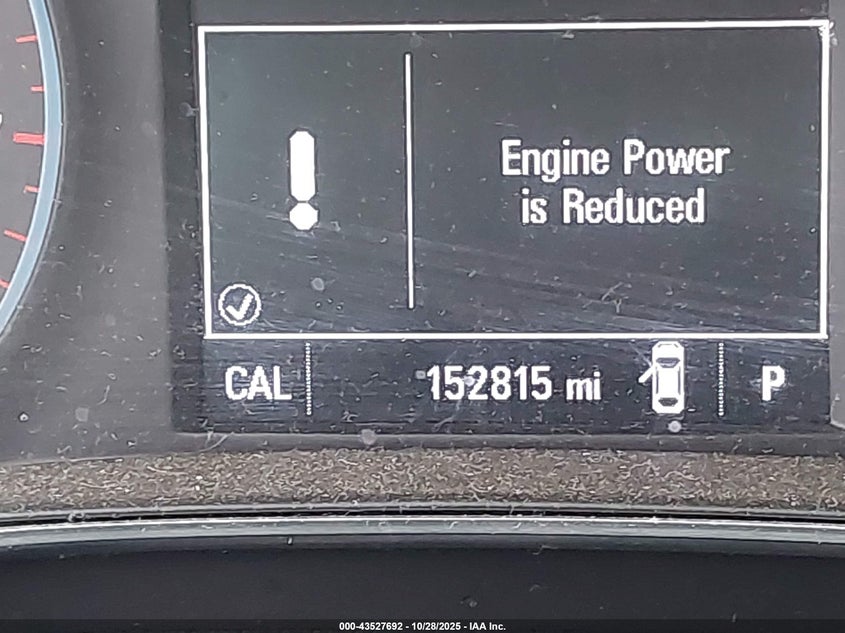 Engine Power
is Reduced
CAL 152815 mi P
000-43527692 - 10/28/2025 - IAA Inc.